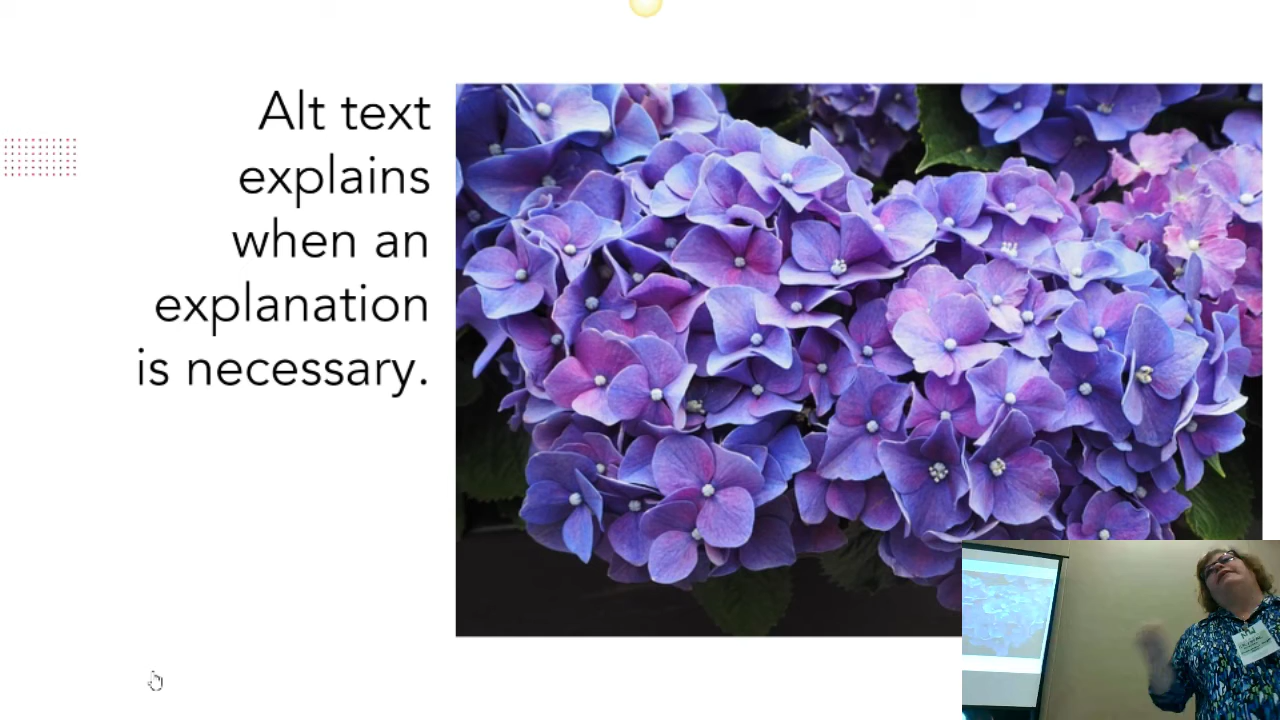 Alt text
explains
when an
explanation
is necessary.